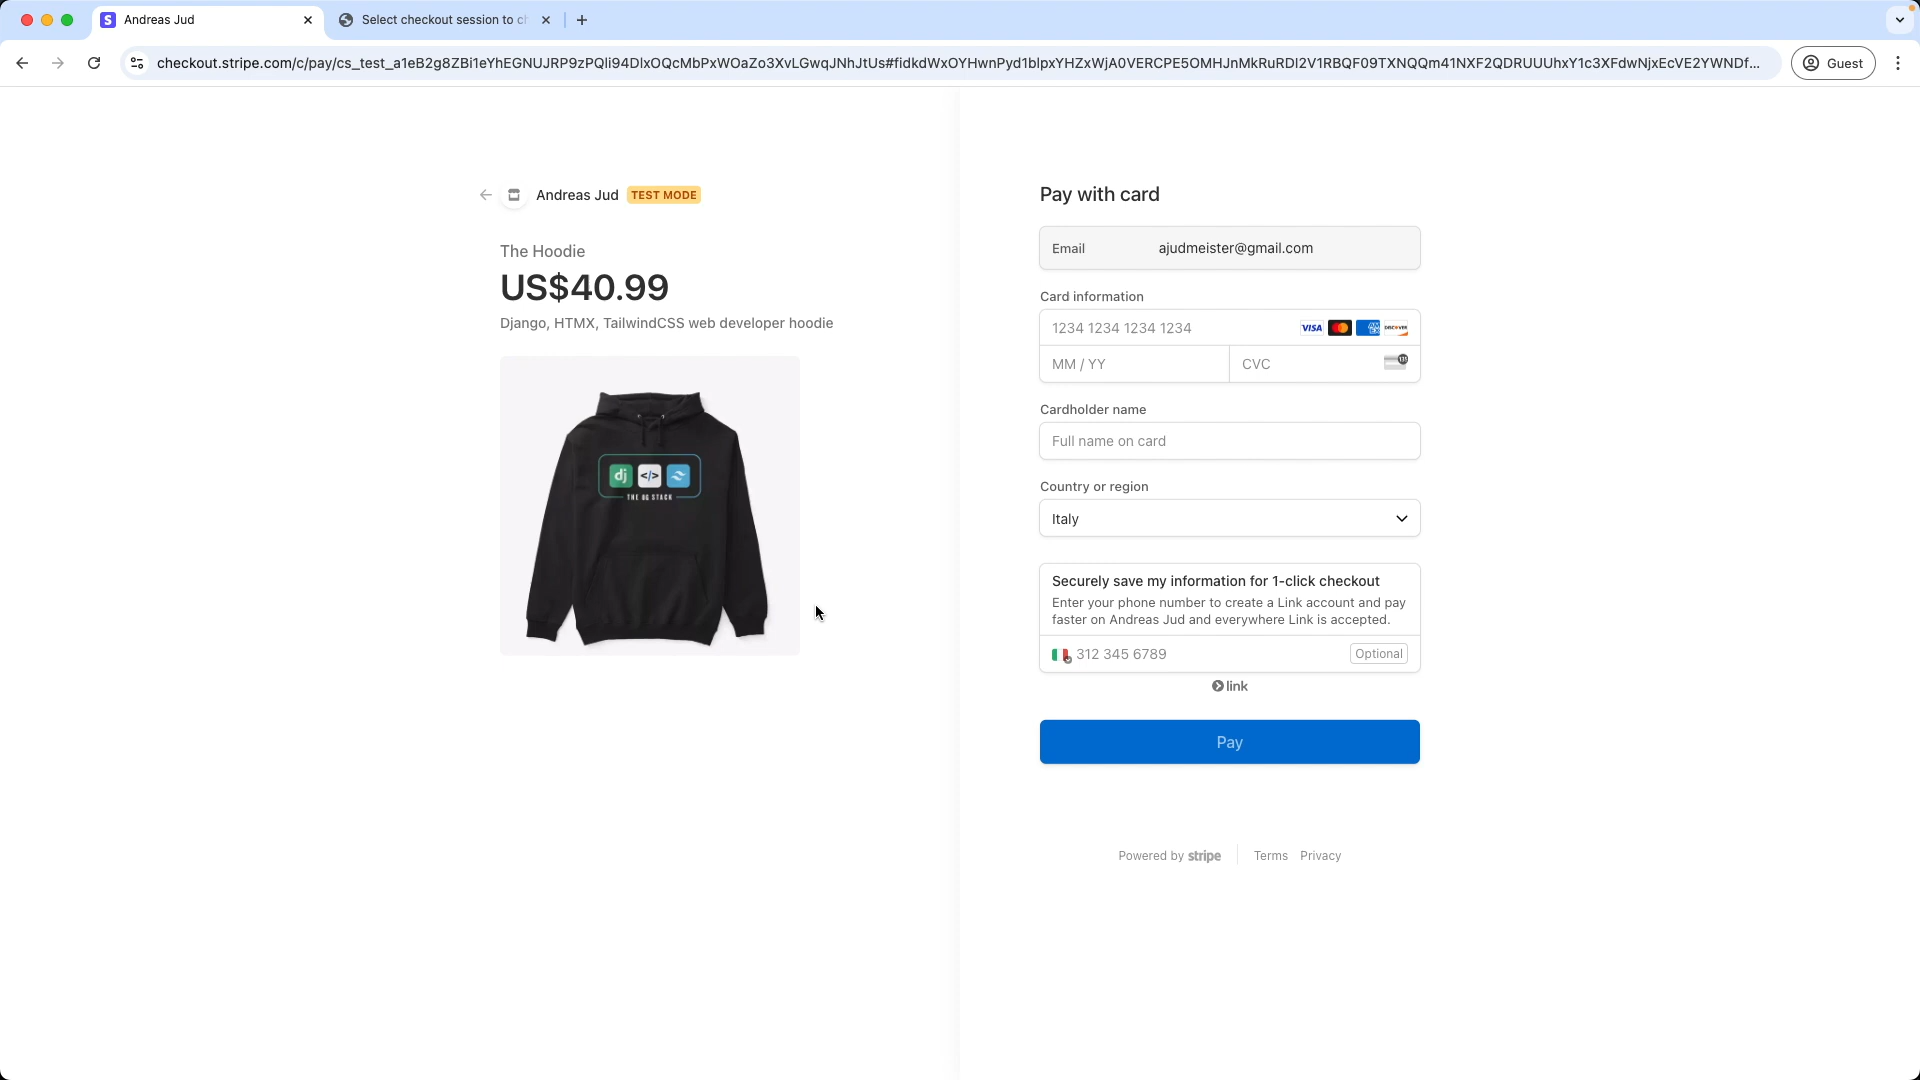 Andreas Jud
Select checkout session to c
checkout.stripe.com/c/pay/cs_test_a1eB2g8ZBi1eYhEGNUJRP9zPQli94DlxOQcMbPxWOaZo3XvLGwqJNhJtUs#fidkdWxOYHwnPyd1blpxYHZxWjA0VERCPE5OMHJnMkRuRDl2V1RBQF09TXNQQm41NXF2QDRUUUhxY1c3XFdwNjxEcVE2YWNDf...
Guest
Andreas Jud TEST MODE
The Hoodie
US$40.99
Django, HTMX, TailwindCSS web developer hoodie
dj </>
THE OG STACK
Pay with card
Email ajudmeister@gmail.com
Card information
1234 1234 1234 1234 VISA DISCOVER
MM / YY CVC
Cardholder name
Full name on card
Country or region
Italy
Securely save my information for 1-click checkout
Enter your phone number to create a Link account and pay
faster on Andreas Jud and everywhere Link is accepted.
312 345 6789 Optional
link
Pay
Powered by stripe Terms Privacy